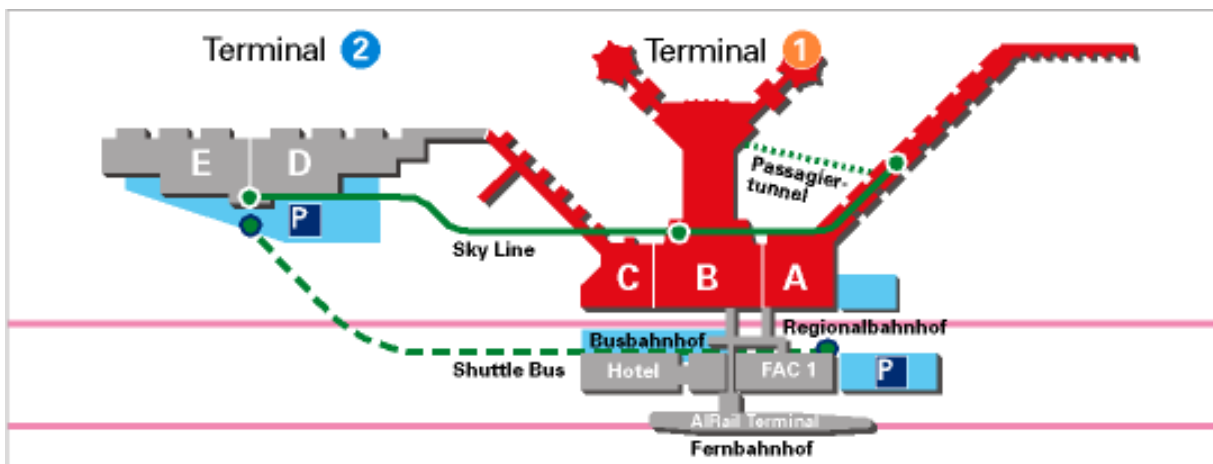 Terminal 2
Terminal 1
E
D
P
Passagier-
tunnel
Sky Line
C
B
A
Regionalbahnhof
Busbahnhof
Shuttle Bus
Hotel
FAC 1
P
AIRail Terminal
Fernbahnhof